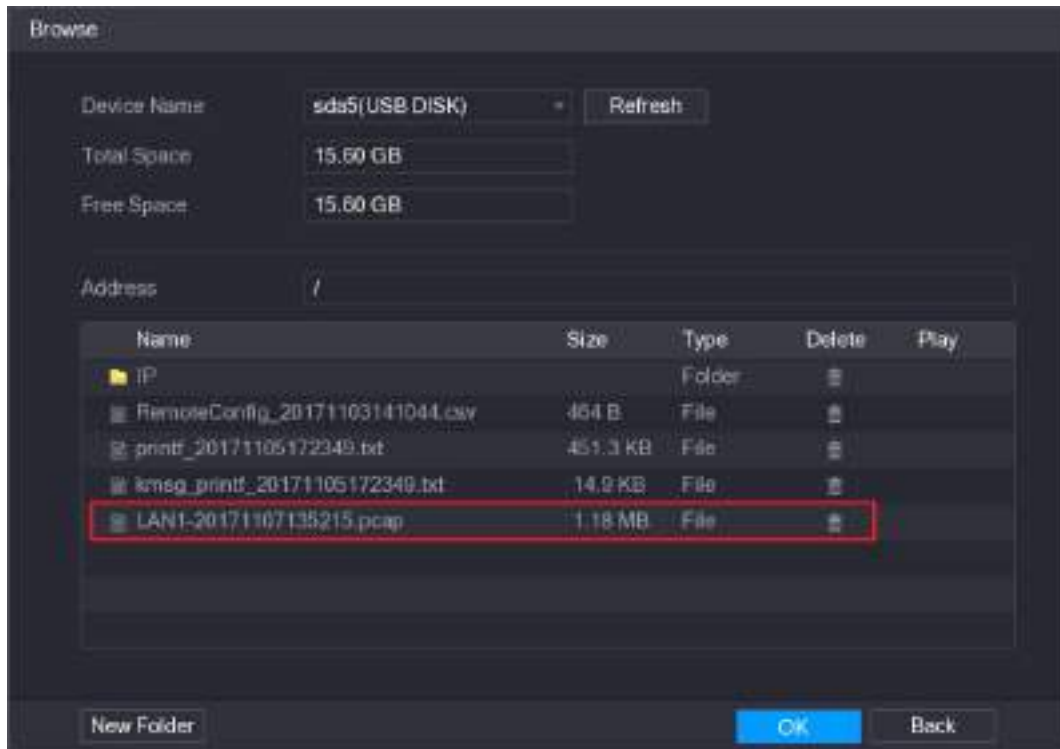 Browse
Device Name sda5(USB DISK) Refresh
Total Space 15.60 GB
Free Space 15.60 GB
Address /
Name Size Type Delete Play
IP Folder
RemoteConfig_20171103141044.csv 464 B File
printf_20171105172349.txt 451.3 KB File
kmsg_printf_20171105172349.txt 14.9 KB File
LAN1-20171107135215.pcap 1.18 MB File
New Folder OK Back